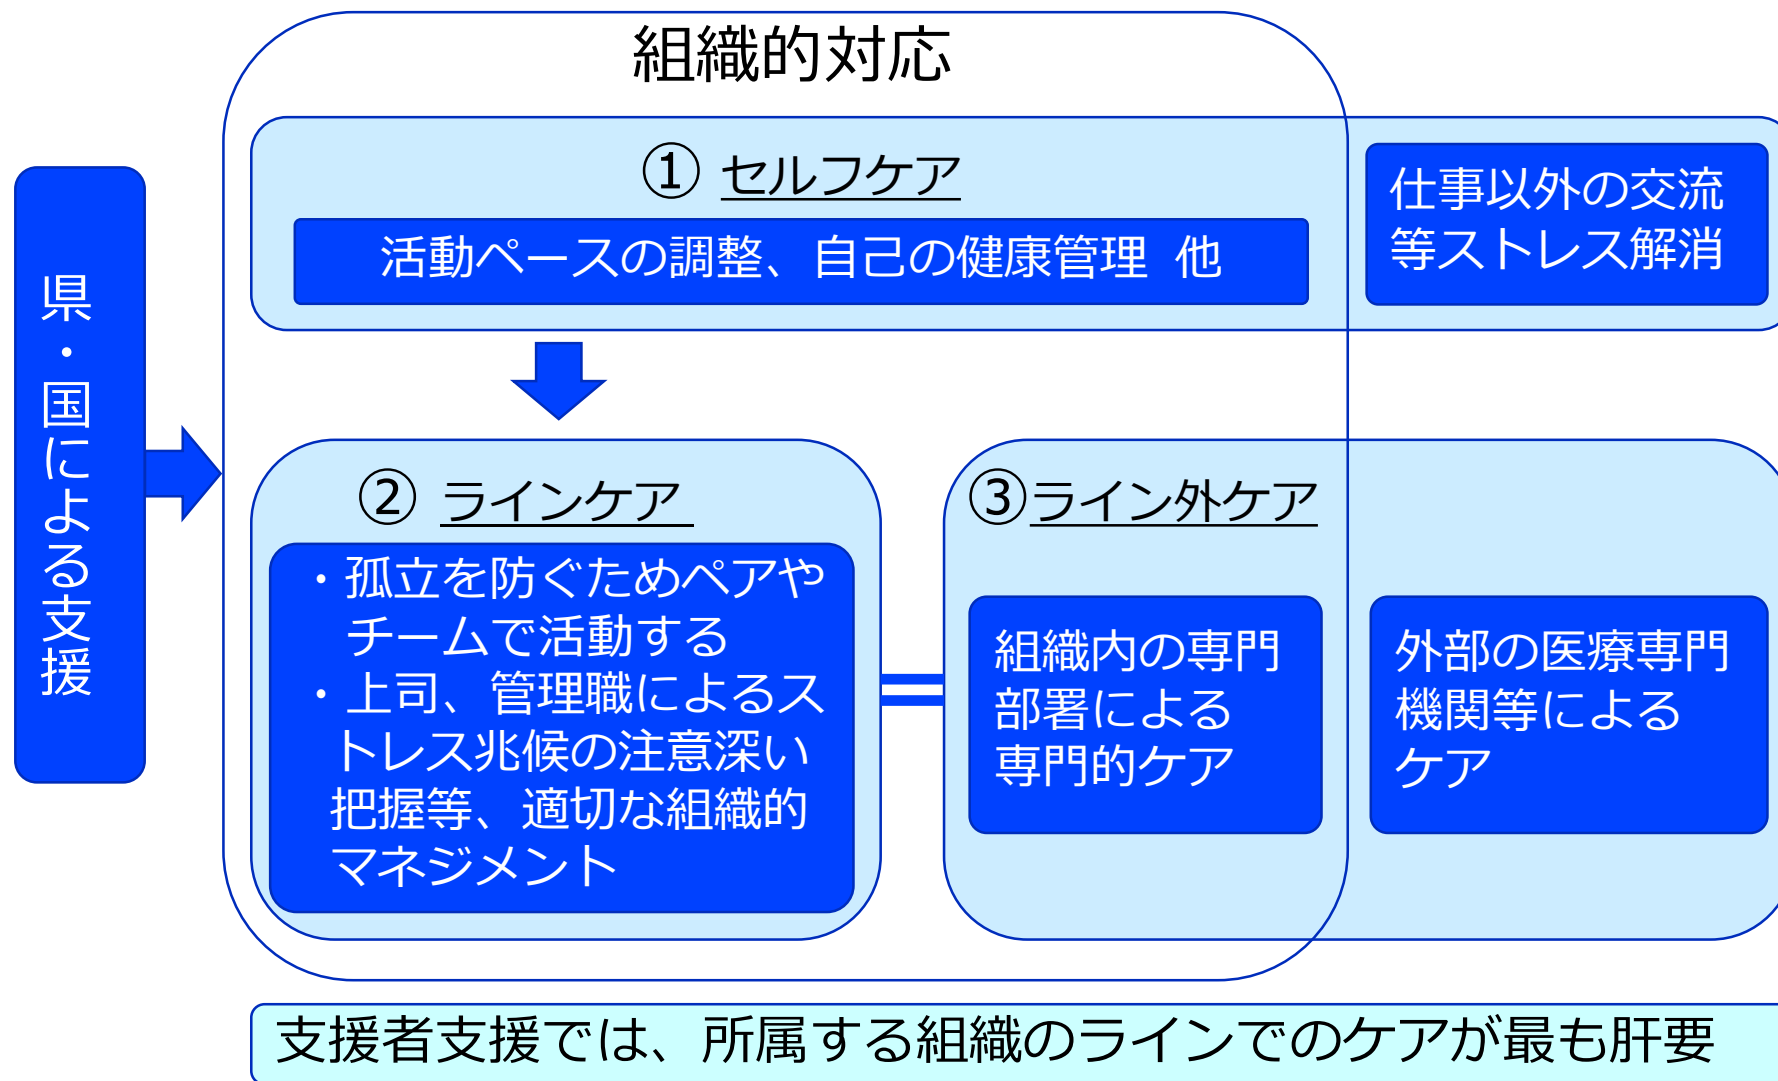 組織的対応
県・国による支援
① セルフケア
活動ペースの調整、自己の健康管理 他
仕事以外の交流
等ストレス解消
② ラインケア
・孤立を防ぐためペアや
チームで活動する
・上司、管理職によるス
トレス兆候の注意深い
把握等、適切な組織的
マネジメント
③ライン外ケア
組織内の専門
部署による
専門的ケア
外部の医療専門
機関等による
ケア
支援者支援では、所属する組織のラインでのケアが最も肝要